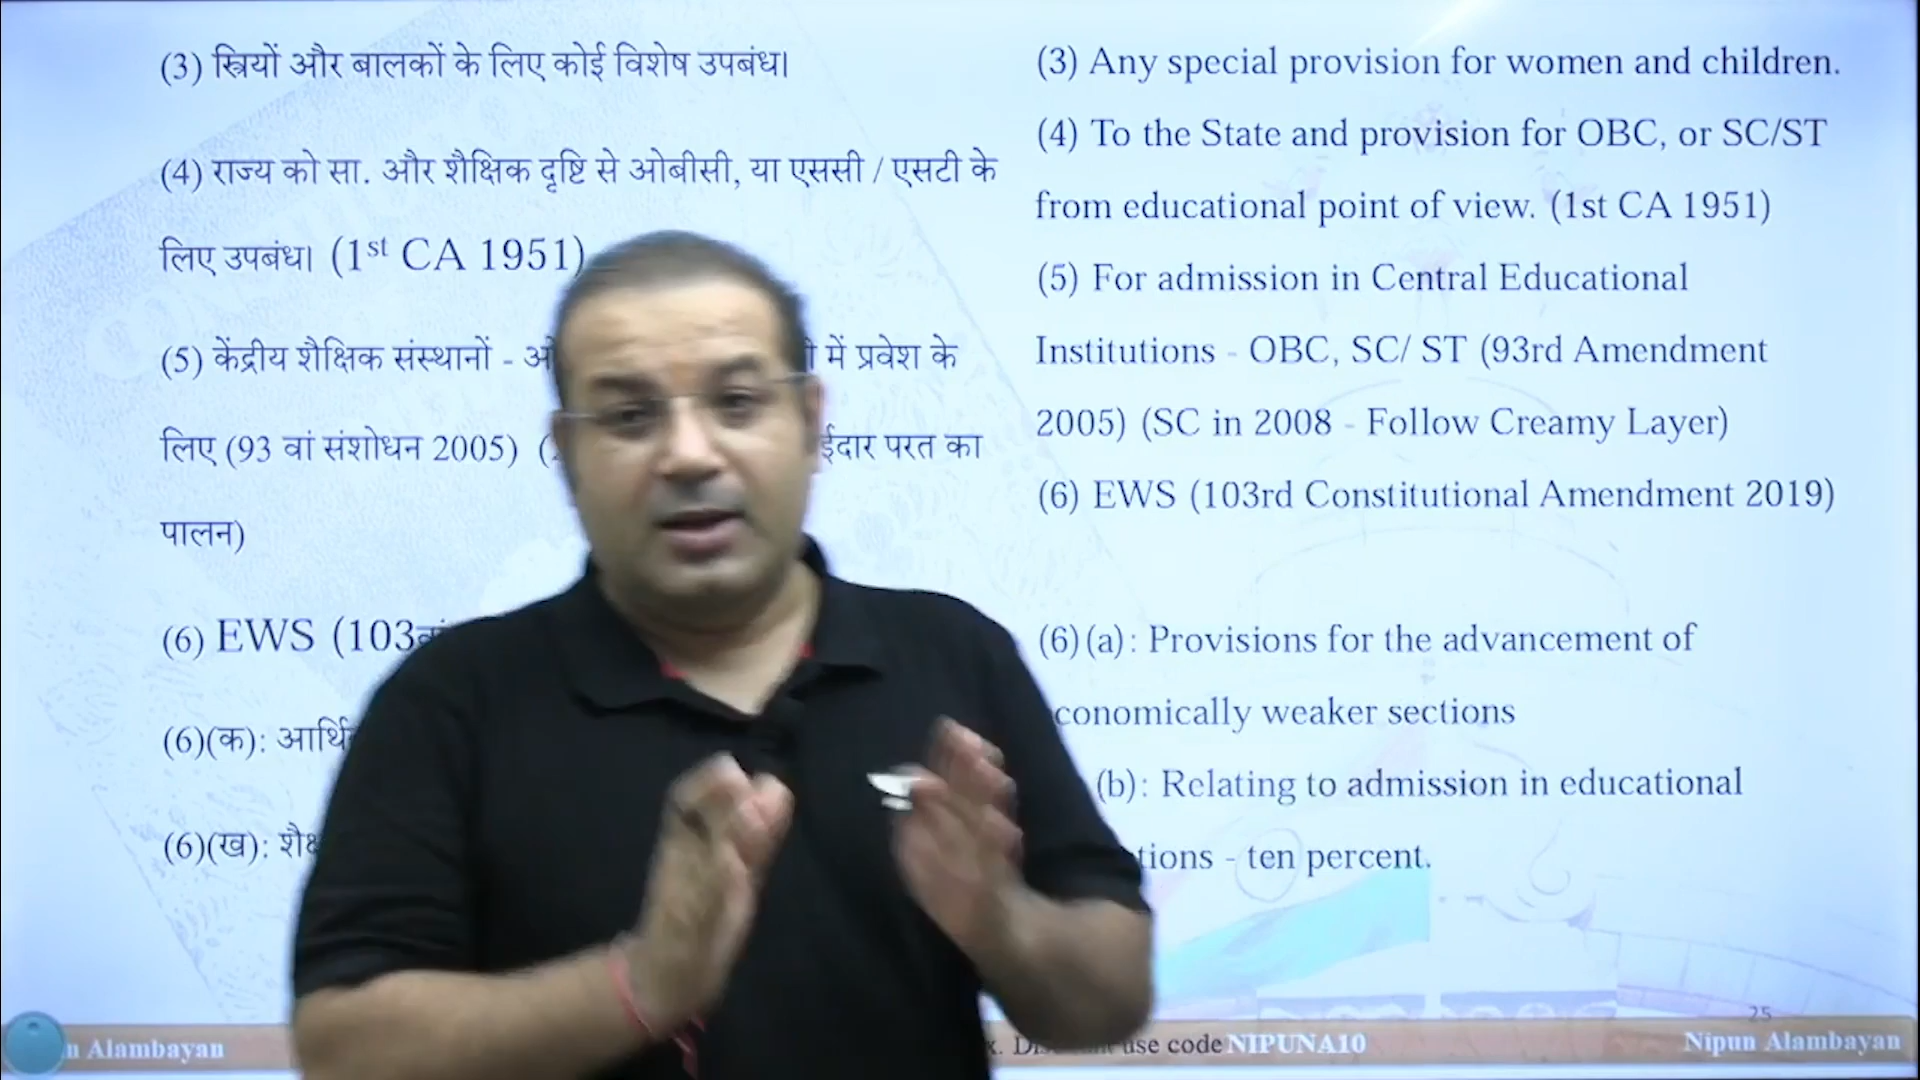 (3) स्त्रियों और बालकों के लिए कोई विशेष उपबंध।
(4) राज्य को सा. और शैक्षिक दृष्टि से ओबीसी, या एससी / एसटी के
लिए उपबंध। (1st CA 1951)
(5) केंद्रीय शैक्षिक संस्थानों - में प्रवेश के
लिए (93 वां संशोधन 2005) ( परत का
पालन)
(6) EWS (103वां
(6)(क):
(6)(ख):
(3) Any special provision for women and children.
(4) To the State and provision for OBC, or SC/ST
from educational point of view. (1st CA 1951)
(5) For admission in Central Educational
Institutions - OBC, SC/ ST (93rd Amendment
2005) (SC in 2008 - Follow Creamy Layer)
(6) EWS (103rd Constitutional Amendment 2019)
(6)(a): Provisions for the advancement of
conomically weaker sections
(b): Relating to admission in educational
tions - ten percent.
25
n Alambayan
use code NIPUNA10
Nipun Alambayan